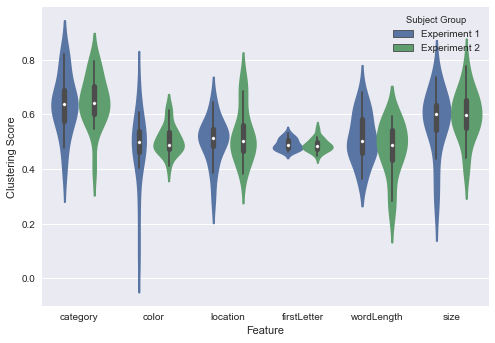 Subject Group
Experiment 1
Experiment 2
0.8
0.6
0.4
0.2
0.0
Clustering Score
category color location firstLetter wordLength size
Feature